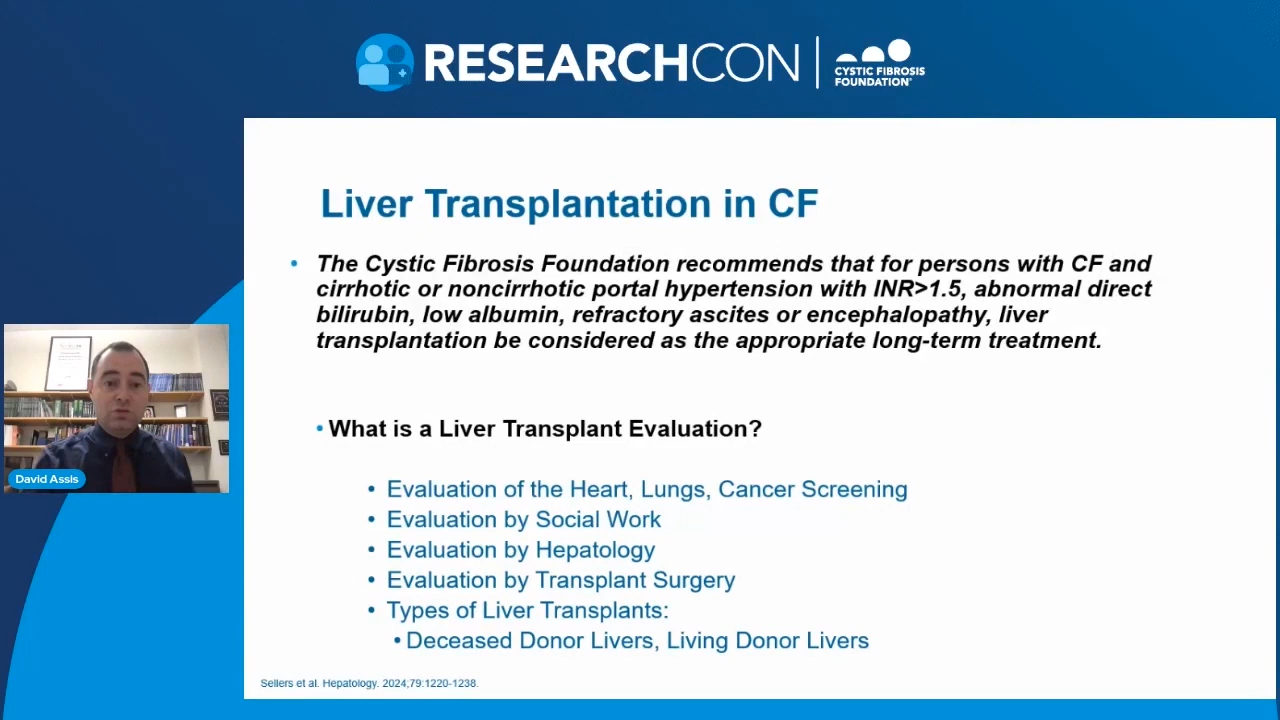 RESEARCHCON
CYSTIC FIBROSIS
FOUNDATION
Liver Transplantation in CF
• The Cystic Fibrosis Foundation recommends that for persons with CF and
cirrhotic or noncirrhotic portal hypertension with INR>1.5, abnormal direct
bilirubin, low albumin, refractory ascites or encephalopathy, liver
transplantation be considered as the appropriate long-term treatment.
• What is a Liver Transplant Evaluation?
• Evaluation of the Heart, Lungs, Cancer Screening
• Evaluation by Social Work
• Evaluation by Hepatology
• Evaluation by Transplant Surgery
• Types of Liver Transplants:
• Deceased Donor Livers, Living Donor Livers
David Assis
Sellers et al. Hepatology. 2024;79:1220-1238.